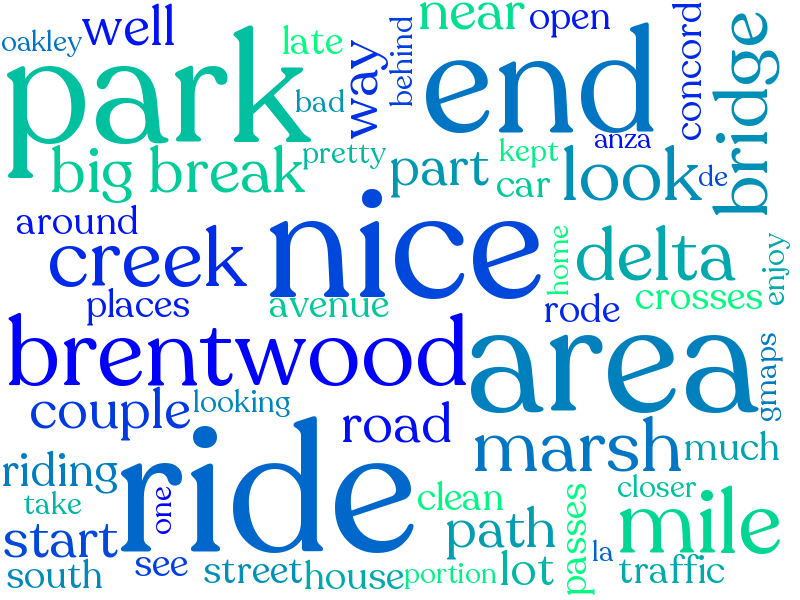 oakley
well
late
near
open
park
bad
way
behind
end
concord
bridge
big break
pretty
part
kept
anza
car
look
de
around
creek
nice
home
delta
enjoy
places
avenue
rode
crosses
brentwood
area
gmaps
couple
looking
road
ride
marsh
much
riding
take
one
clean
closer
start
path
passes
mile
south
see
street
house
portion
lot
la
traffic